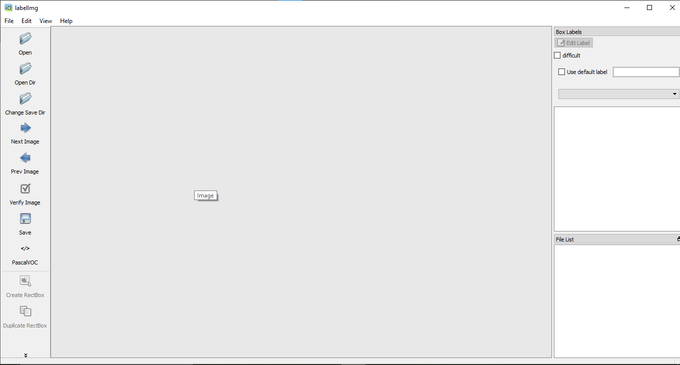 labelImg
File Edit View Help
Open
Open Dir
Change Save Dir
Next Image
Prev Image
Verify Image
Save
</>
PascalVOC
Create RectBox
Duplicate RectBox
Image
Box Labels
Edit Label
difficult
Use default label
File List